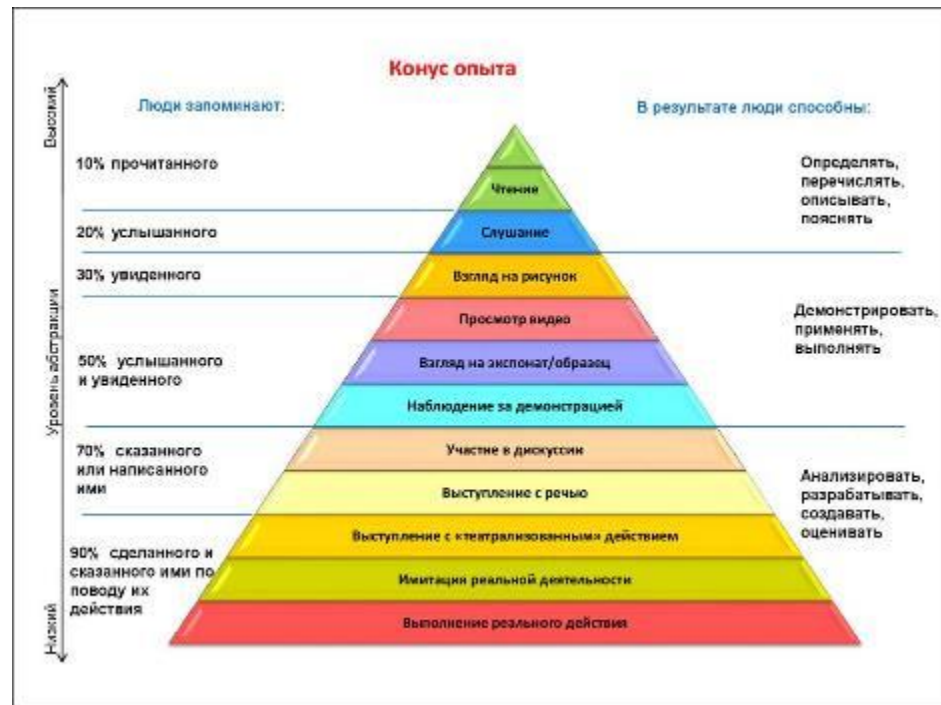 Конус опыта
Люди запоминают:
В результате люди способны:
Высокий
Уровень абстракции
Низкий
10% прочитанного
20% услышанного
30% увиденного
50% услышанного
и увиденного
70% сказанного
или написанного
ими
90% сделанного и
сказанного ими по
поводу их
действия
Чтение
Слушание
Взгляд на рисунок
Просмотр видео
Взгляд на экспонат/образец
Наблюдение за демонстрацией
Участие в дискуссии
Выступление с речью
Выступление с «театрализованным» действием
Имитация реальной деятельности
Выполнение реального действия
Определять,
перечислять,
описывать,
пояснять
Демонстрировать,
применять,
выполнять
Анализировать,
разрабатывать,
создавать,
оценивать